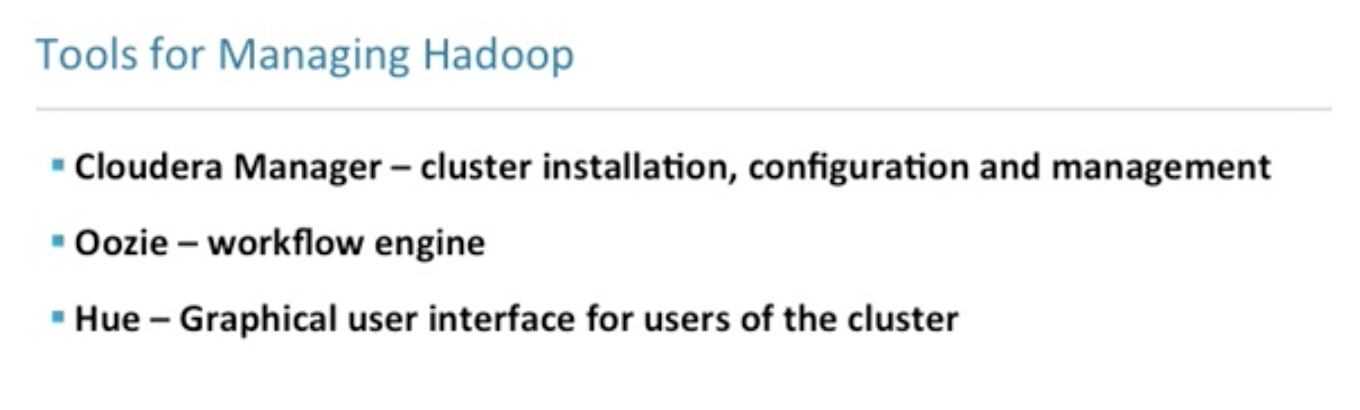 Tools for Managing Hadoop
▪ Cloudera Manager – cluster installation, configuration and management
▪ Oozie – workflow engine
▪ Hue – Graphical user interface for users of the cluster